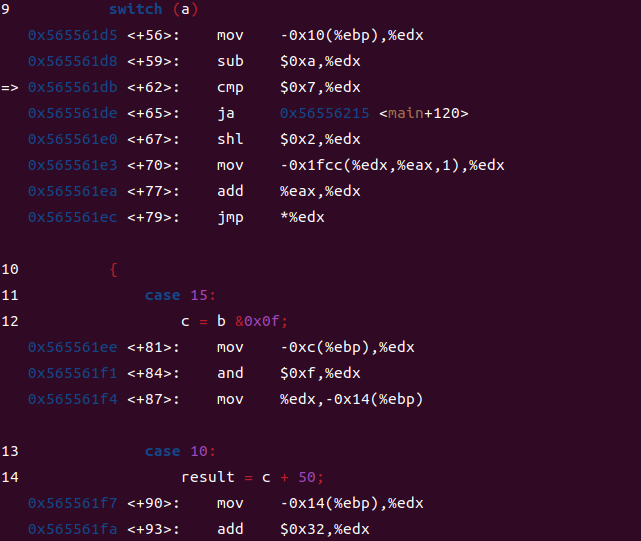 9 switch (a)
0x565561d5 <+56>: mov -0x10(%ebp),%edx
0x565561d8 <+59>: sub $0xa,%edx
=> 0x565561db <+62>: cmp $0x7,%edx
0x565561de <+65>: ja 0x56556215 <main+120>
0x565561e0 <+67>: shl $0x2,%edx
0x565561e3 <+70>: mov -0x1fcc(%edx,%eax,1),%edx
0x565561ea <+77>: add %eax,%edx
0x565561ec <+79>: jmp *%edx
10 {
11 case 15:
12 c = b &0x0f;
0x565561ee <+81>: mov -0xc(%ebp),%edx
0x565561f1 <+84>: and $0xf,%edx
0x565561f4 <+87>: mov %edx,-0x14(%ebp)
13 case 10:
14 result = c + 50;
0x565561f7 <+90>: mov -0x14(%ebp),%edx
0x565561fa <+93>: add $0x32,%edx